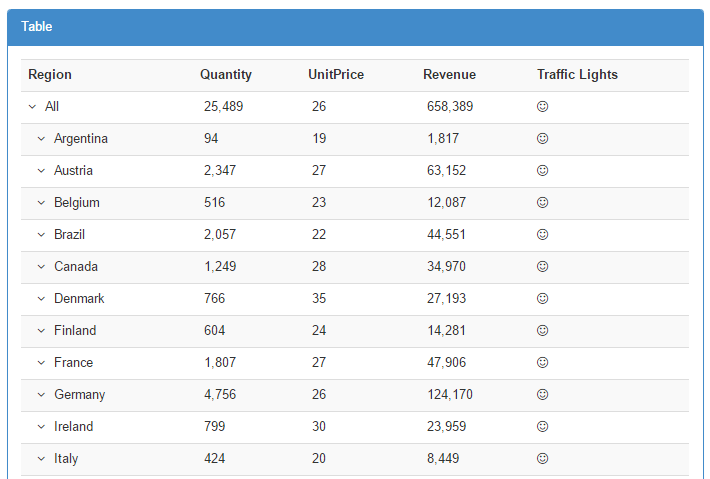 Table
Region Quantity UnitPrice Revenue Traffic Lights
All 25,489 26 658,389
Argentina 94 19 1,817
Austria 2,347 27 63,152
Belgium 516 23 12,087
Brazil 2,057 22 44,551
Canada 1,249 28 34,970
Denmark 766 35 27,193
Finland 604 24 14,281
France 1,807 27 47,906
Germany 4,756 26 124,170
Ireland 799 30 23,959
Italy 424 20 8,449